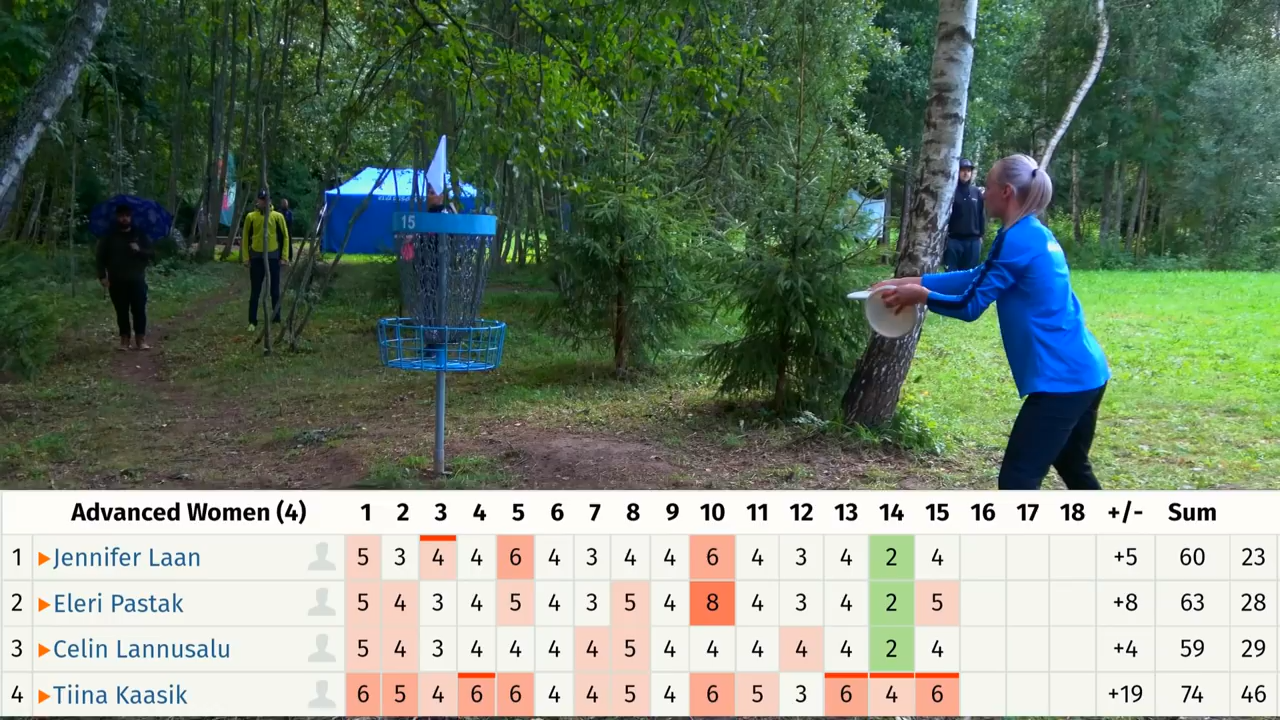 15
Advanced Women (4) 1 2 3 4 5 6 7 8 9 10 11 12 13 14 15 16 17 18 +/- Sum
1 Jennifer Laan 5 3 4 4 6 4 3 4 4 6 4 3 4 2 4 +5 60 23
2 Eleri Pastak 5 4 3 4 5 4 3 5 4 8 4 3 4 2 5 +8 63 28
3 Celin Lannusalu 5 4 3 4 4 4 4 5 4 4 4 4 4 2 4 +4 59 29
4 Tiina Kaasik 6 5 4 6 6 4 4 5 4 6 5 3 6 4 6 +19 74 46